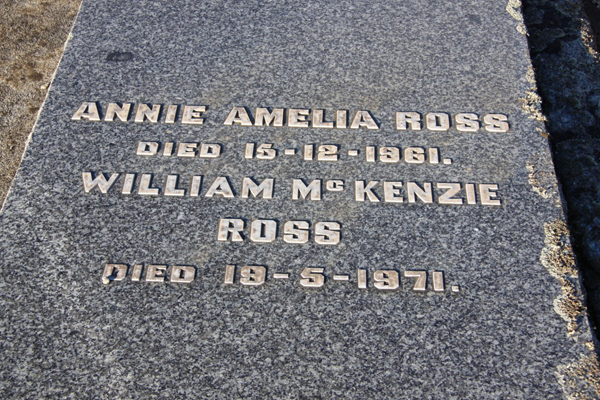 ANNIE AMELIA ROSS
DIED 15-12-1961.
WILLIAM McKENZIE
ROSS
DIED 19-5-1971.